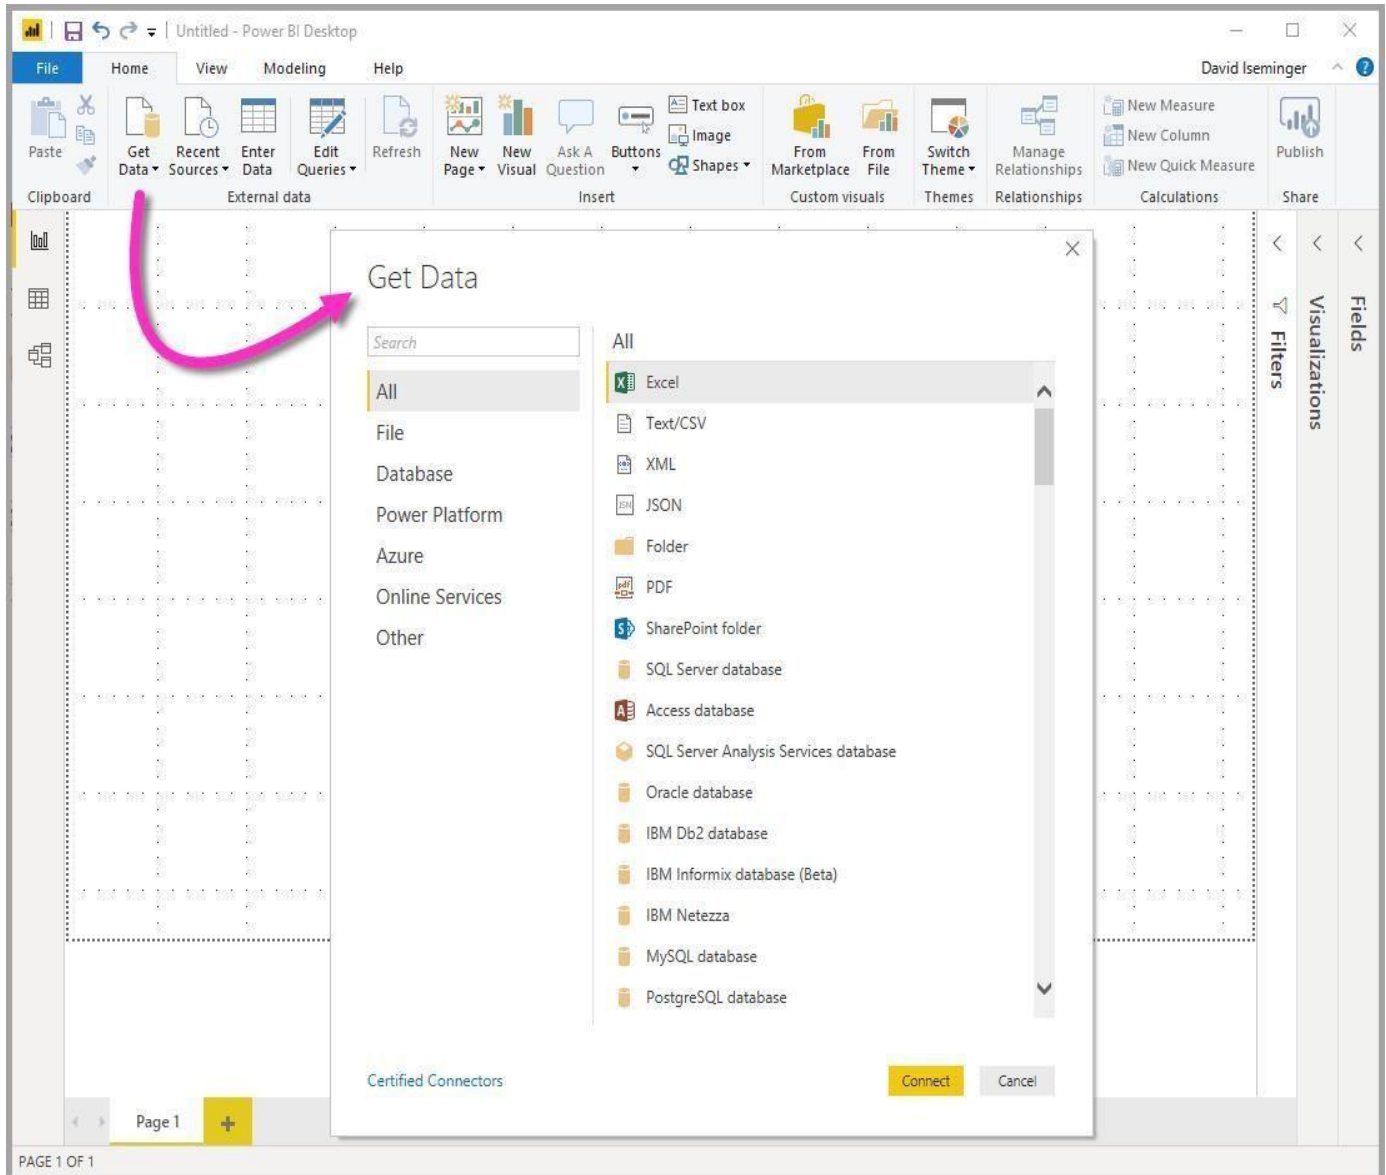 Untitled - Power BI Desktop
File Home View Modeling Help David Iseminger
Paste
Get Data
Recent Sources
Enter Data
Edit Queries
Refresh
New Page
New Visual
Ask A Question
Buttons
Text box
Image
Shapes
From Marketplace
From File
Switch Theme
Manage Relationships
New Measure
New Column
New Quick Measure
Publish
Clipboard External data Insert Custom visuals Themes Relationships Calculations Share
Get Data
Search
All
File
Database
Power Platform
Azure
Online Services
Other
All
Excel
Text/CSV
XML
JSON
Folder
PDF
SharePoint folder
SQL Server database
Access database
SQL Server Analysis Services database
Oracle database
IBM Db2 database
IBM Informix database (Beta)
IBM Netezza
MySQL database
PostgreSQL database
Certified Connectors
Connect
Cancel
Filters
Visualizations
Fields
Page 1
PAGE 1 OF 1